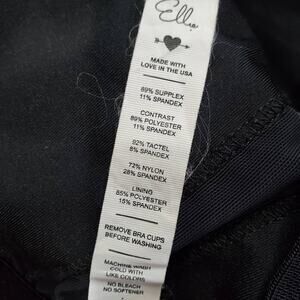 Ellie
MADE WITH
LOVE IN THE USA
89% SUPPLEX
11% SPANDEX
CONTRAST
89% POLYESTER
11% SPANDEX
92% TACTEL
8% SPANDEX
72% NYLON
28% SPANDEX
LINING
85% POLYESTER
15% SPANDEX
REMOVE BRA CUPS
BEFORE WASHING
MACHINE WASH
COLD WITH
LIKE COLORS
NO BLEACH
NO SOFTENER